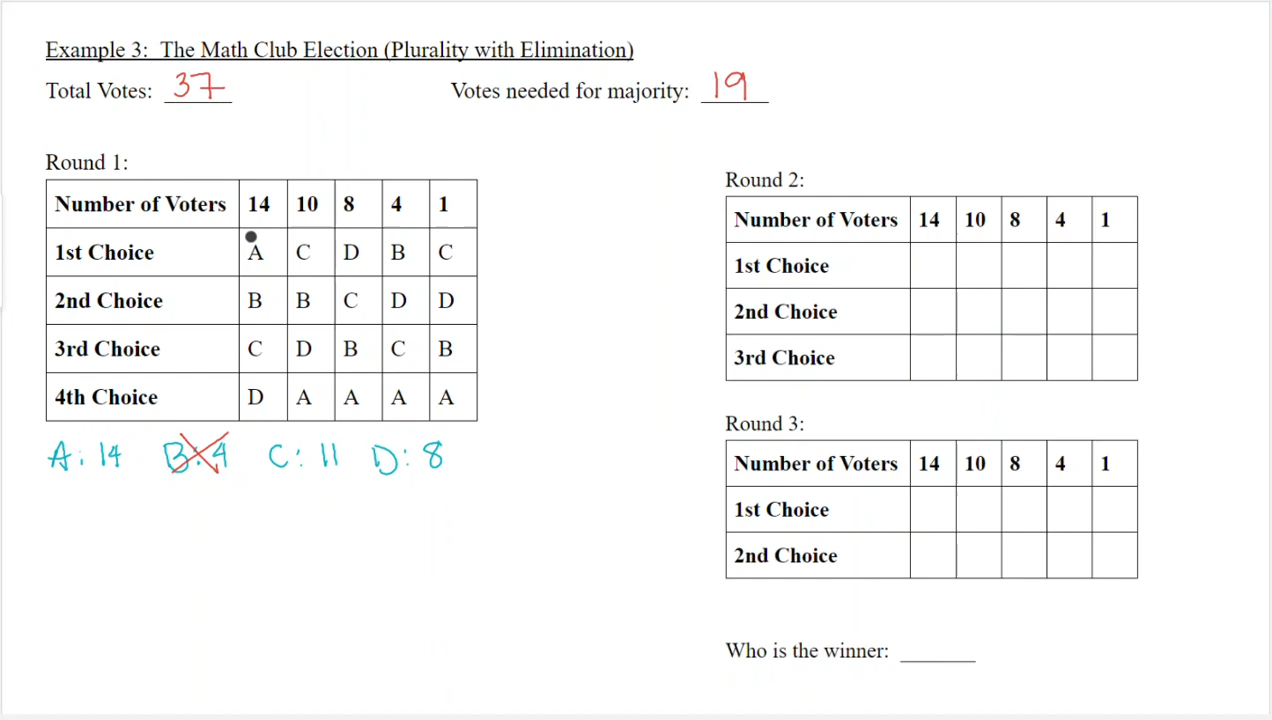 Example 3: The Math Club Election (Plurality with Elimination)
Total Votes: 37 Votes needed for majority: 19
Round 1:
Number of Voters 14 10 8 4 1
1st Choice A C D B C
2nd Choice B B C D D
3rd Choice C D B C B
4th Choice D A A A A
A: 14 B: 4 C: 11 D: 8
Round 2:
Number of Voters 14 10 8 4 1
1st Choice
2nd Choice
3rd Choice
Round 3:
Number of Voters 14 10 8 4 1
1st Choice
2nd Choice
Who is the winner: